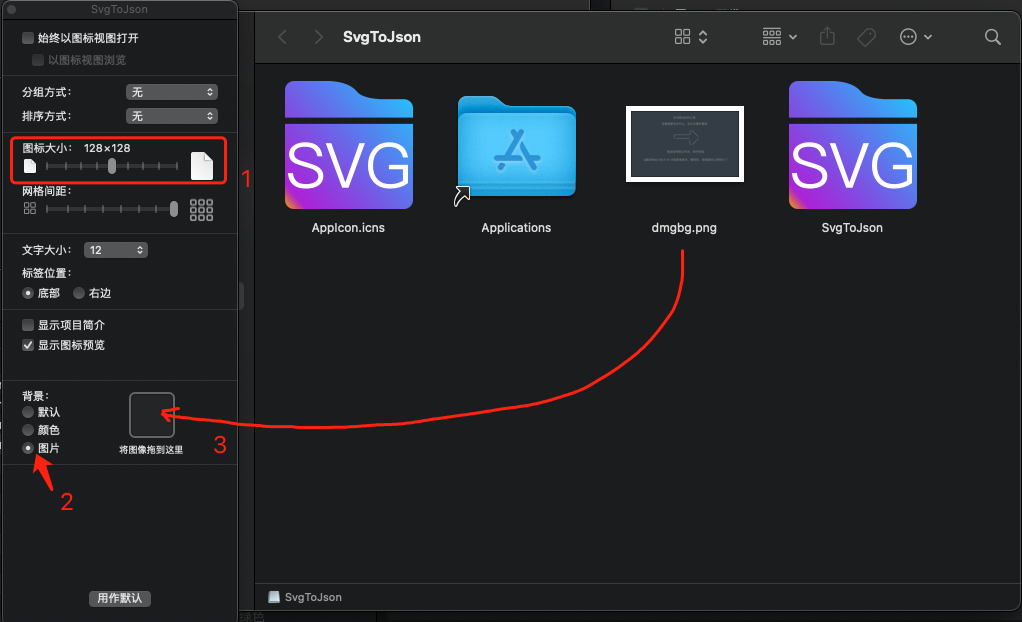 SvgToJson
始终以图标视图打开
以图标视图浏览
分组方式：
无
排序方式：
无
图标大小： 128×128
1
网格间距：
文字大小：
12
标签位置：
底部
右边
显示项目简介
显示图标预览
背景：
默认
颜色
图片
将图像拖到这里
3
2
用作默认
SvgToJson
SVG
SVG
AppIcon.icns
Applications
dmgbg.png
SvgToJson
SvgToJson